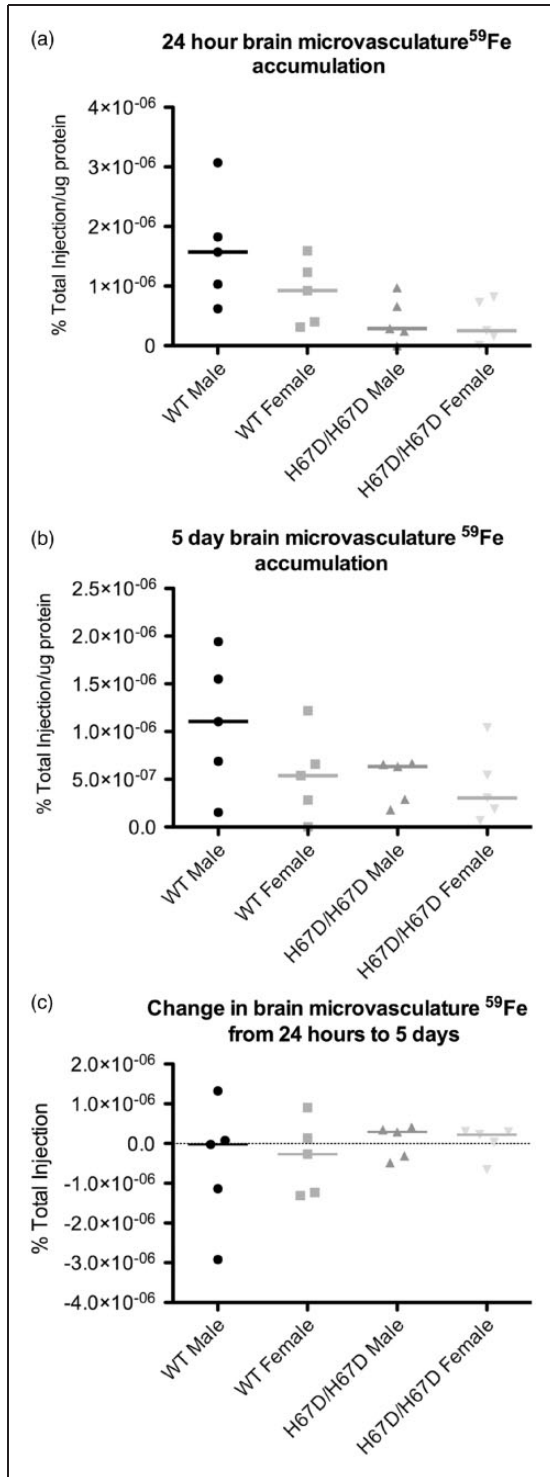 (a)
24 hour brain microvasculature⁵⁹Fe
accumulation
% Total Injection/ug protein
4×10⁻⁰⁶
3×10⁻⁰⁶
2×10⁻⁰⁶
1×10⁻⁰⁶
0
WT Male
WT Female
H67D/H67D Male
H67D/H67D Female
(b)
5 day brain microvasculature ⁵⁹Fe
accumulation
% Total Injection/ug protein
2.5×10⁻⁰⁶
2.0×10⁻⁰⁶
1.5×10⁻⁰⁶
1.0×10⁻⁰⁶
5.0×10⁻⁰⁷
0.0
WT Male
WT Female
H67D/H67D Male
H67D/H67D Female
(c)
Change in brain microvasculature ⁵⁹Fe
from 24 hours to 5 days
% Total Injection
2.0×10⁻⁰⁶
1.0×10⁻⁰⁶
0.0
-1.0×10⁻⁰⁶
-2.0×10⁻⁰⁶
-3.0×10⁻⁰⁶
-4.0×10⁻⁰⁶
WT Male
WT Female
H67D/H67D Male
H67D/H67D Female